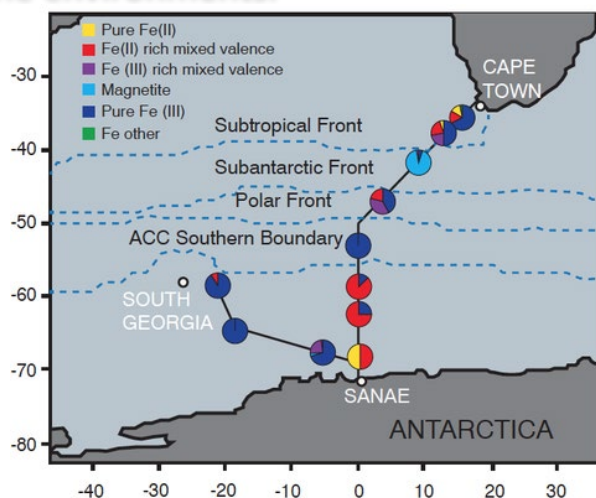 Pure Fe(II)
Fe(II) rich mixed valence
Fe (III) rich mixed valence
Magnetite
Pure Fe (III)
Fe other
CAPE
TOWN
Subtropical Front
Subantarctic Front
Polar Front
ACC Southern Boundary
SOUTH
GEORGIA
SANAE
ANTARCTICA
-30
-40
-50
-60
-70
-80
-40 -30 -20 -10 0 10 20 30